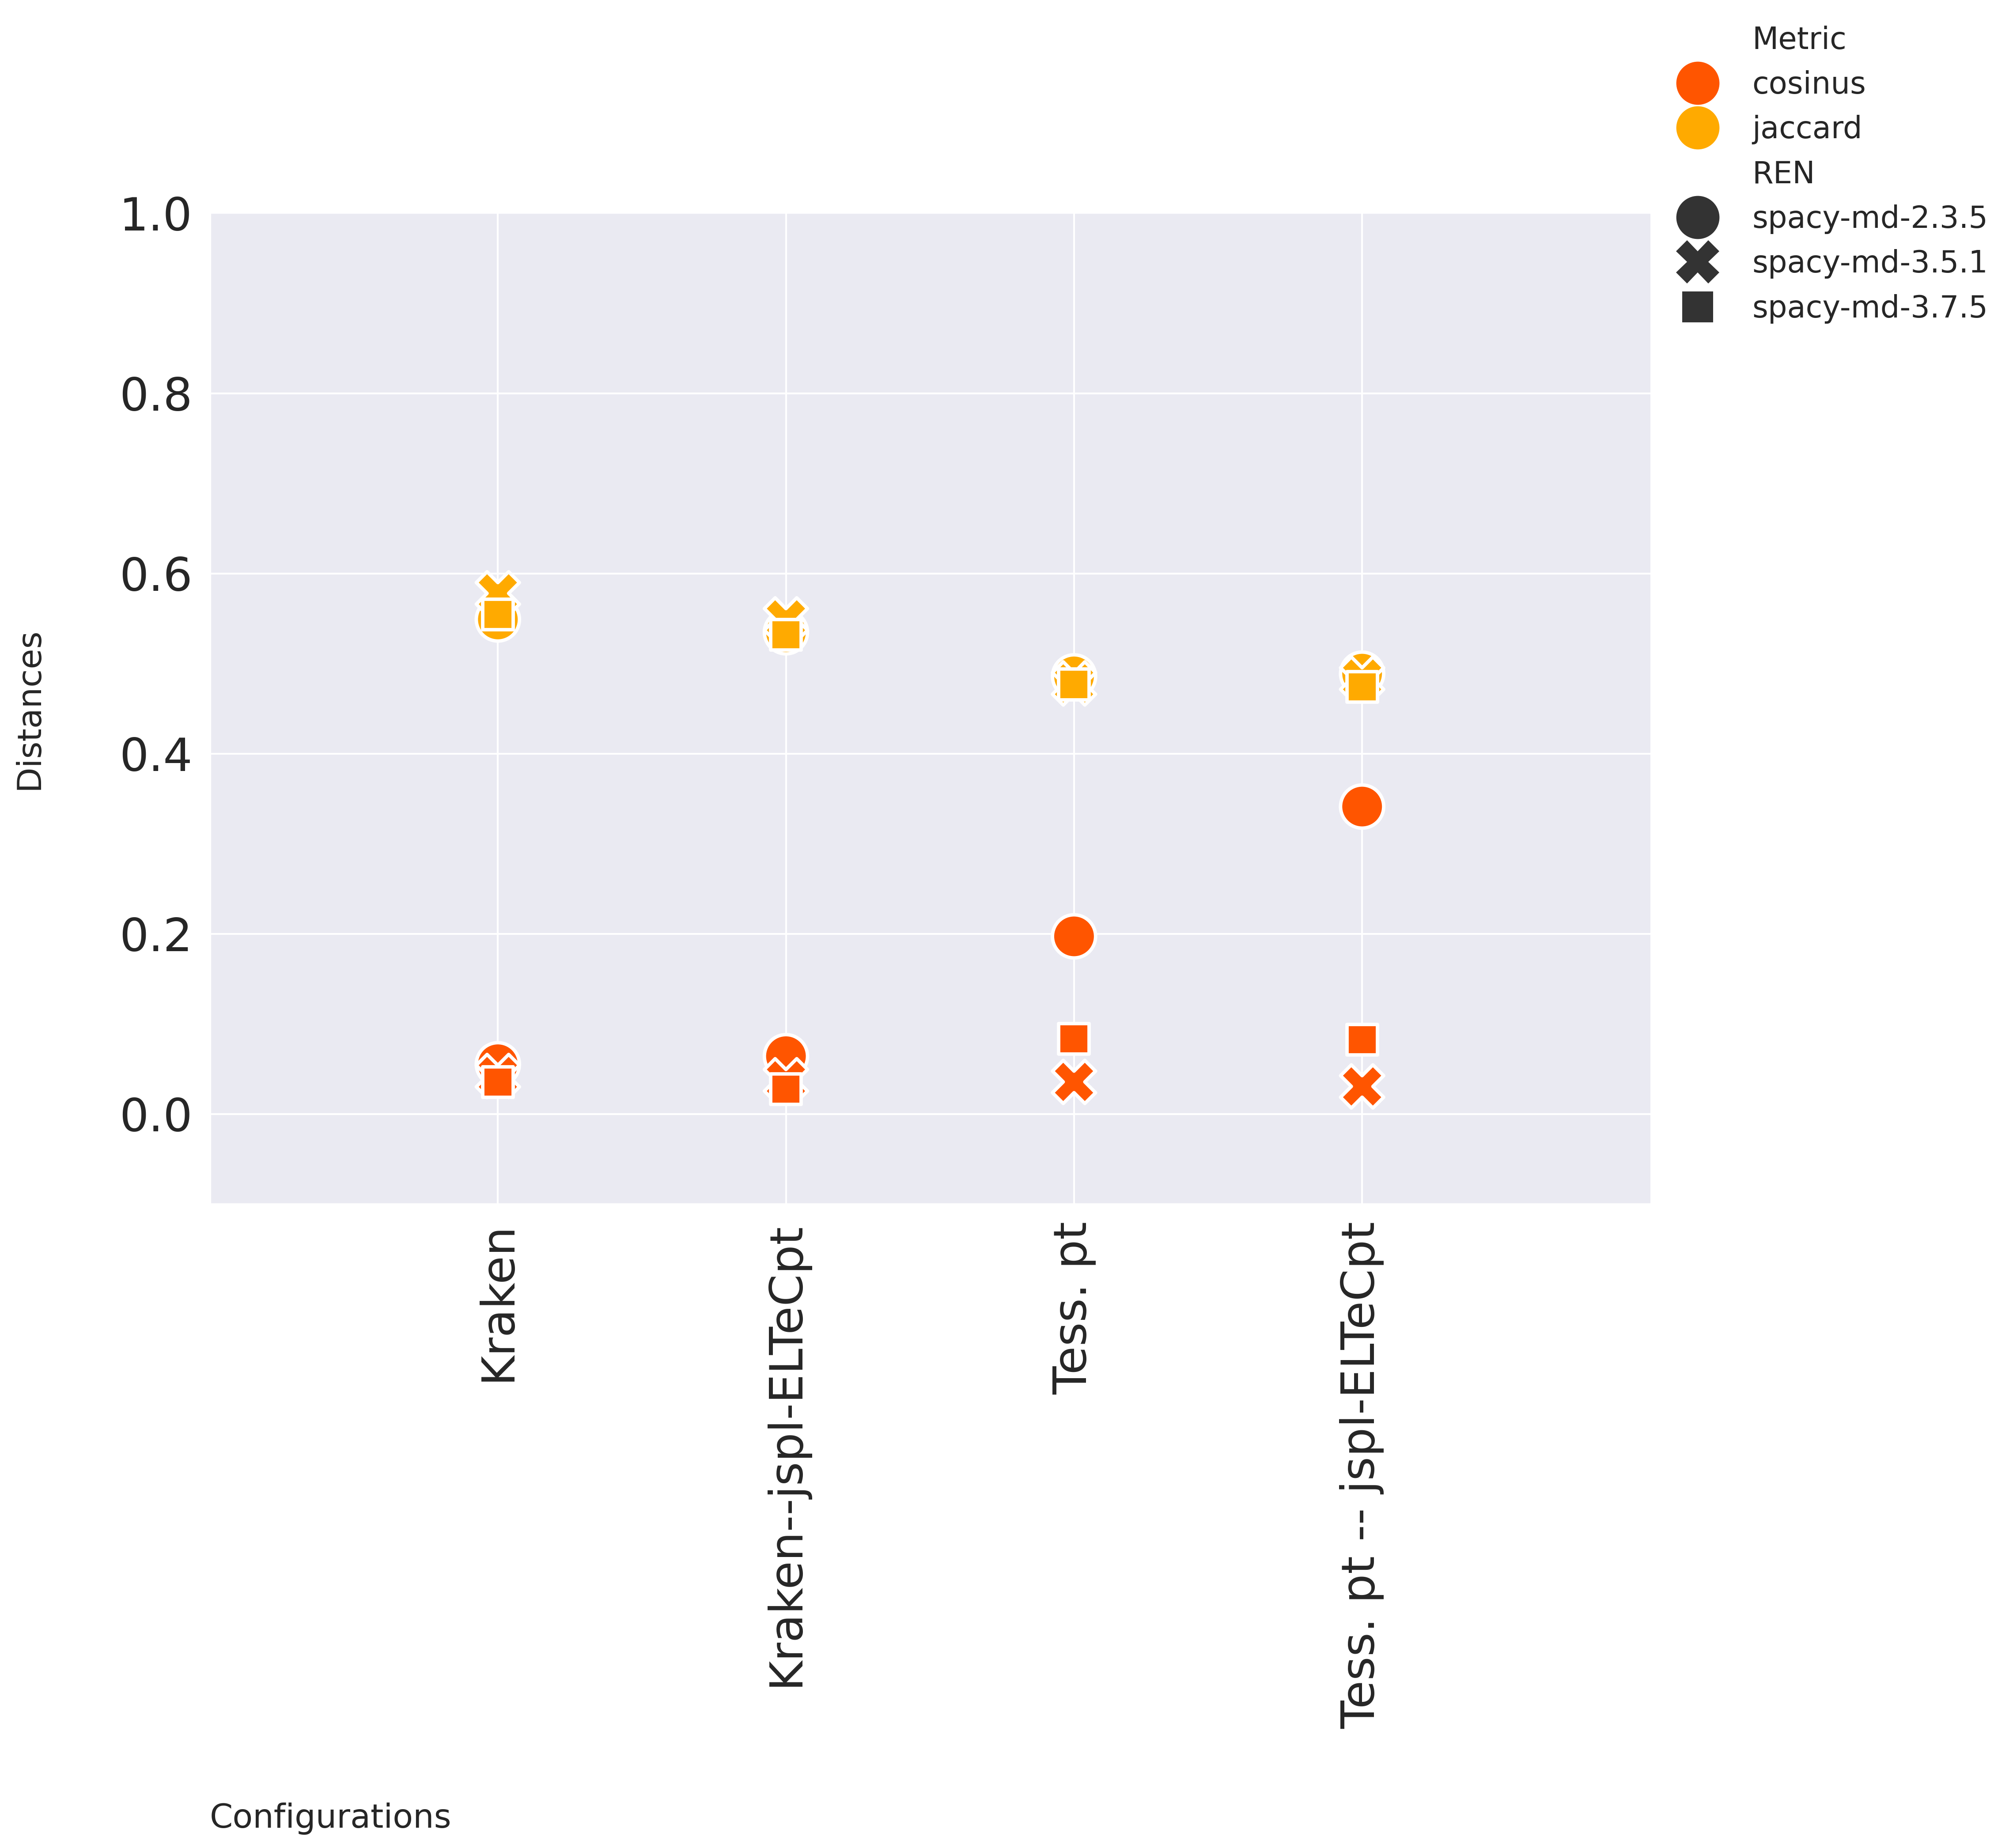 Metric
cosinus
jaccard
REN
spacy-md-2.3.5
spacy-md-3.5.1
spacy-md-3.7.5
1.0
0.8
0.6
0.4
0.2
0.0
Distances
Kraken
Kraken--jspl-ELTeCpt
Tess. pt
Tess. pt -- jspl-ELTeCpt
Configurations